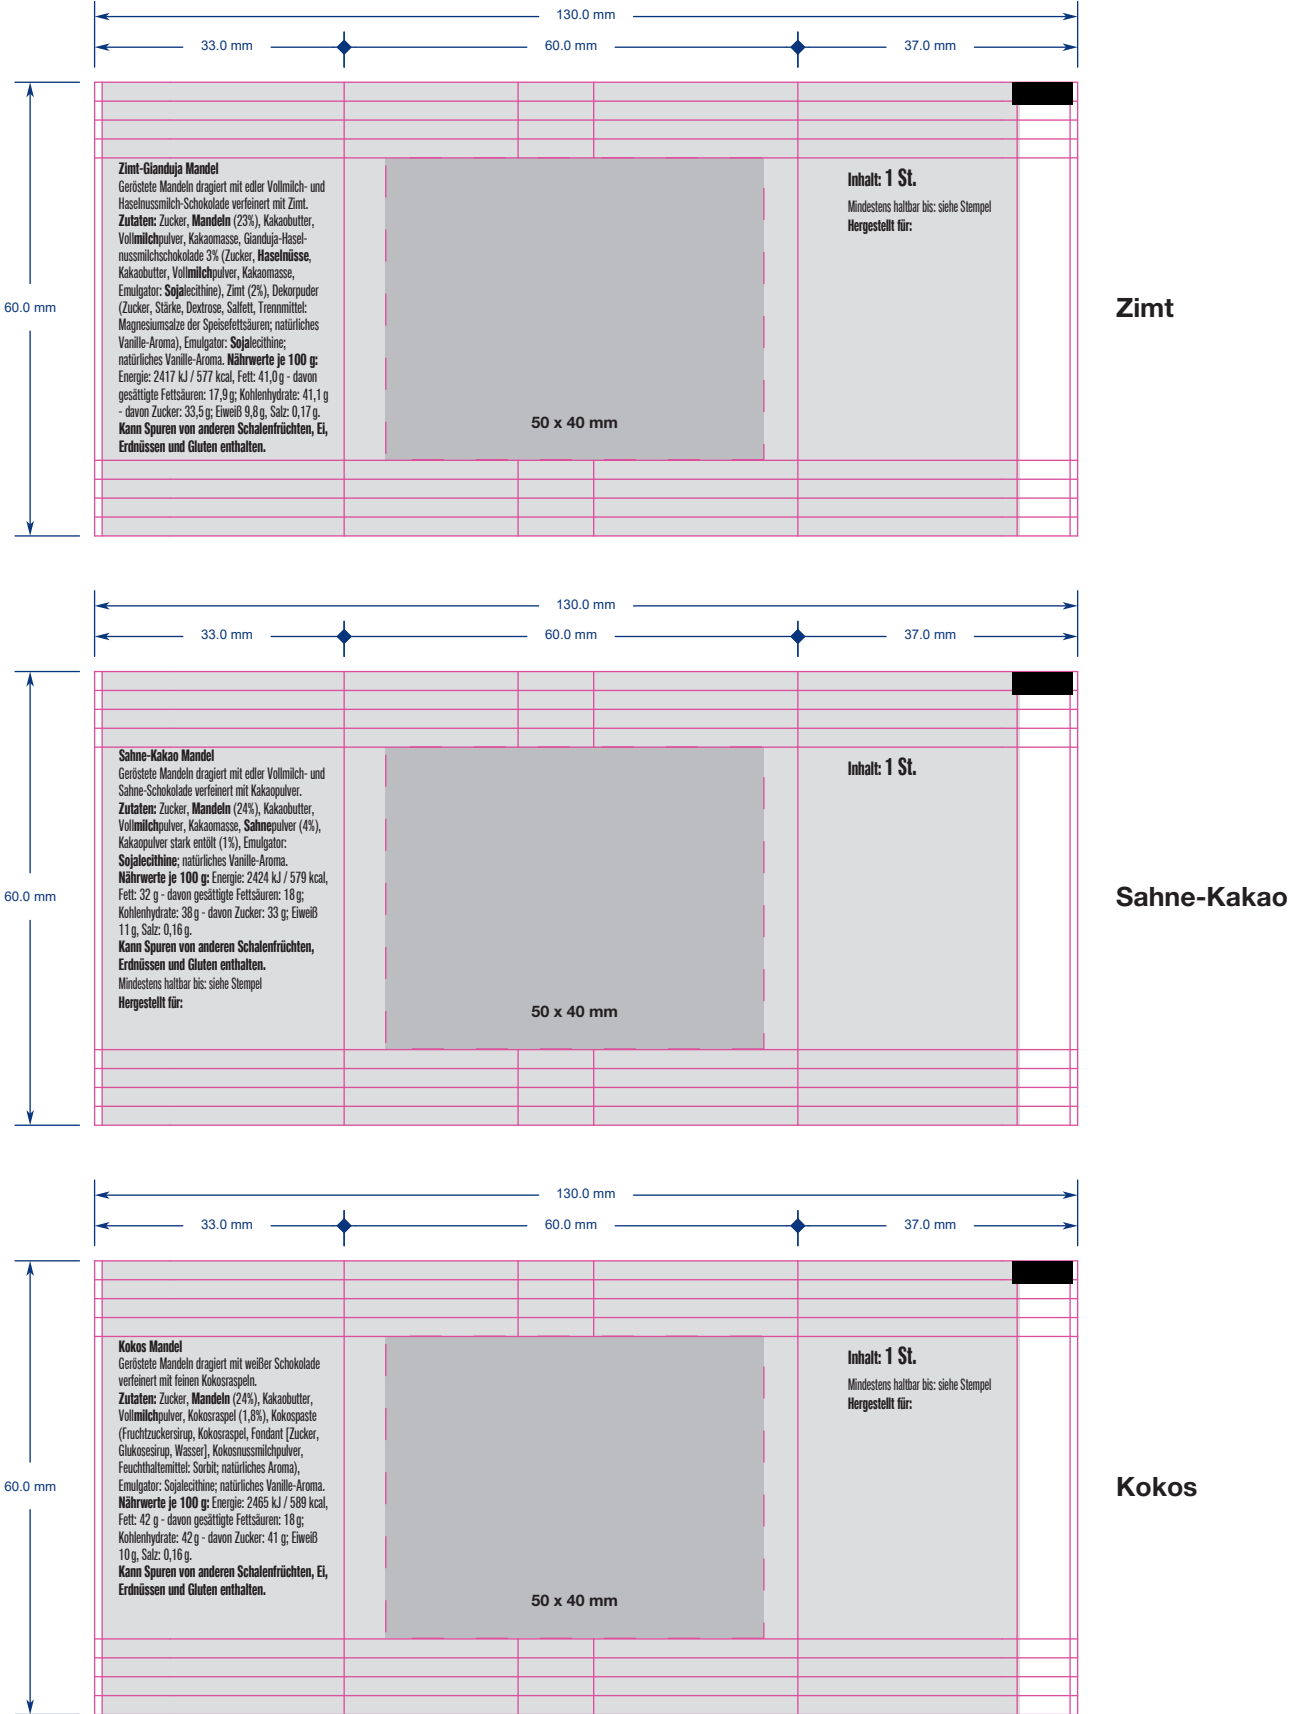 130.0 mm
33.0 mm
60.0 mm
37.0 mm
60.0 mm
Zimt-Gianduja Mandel
Geröstete Mandeln dragiert mit edler Vollmilch- und
Haselnussmilch-Schokolade verfeinert mit Zimt.
Zutaten: Zucker, Mandeln (23%), Kakaobutter,
Vollmilchpulver, Kakaomasse, Gianduja-Hasel-
nussmilchschokolade 3% (Zucker, Haselnüsse,
Kakaobutter, Vollmilchpulver, Kakaomasse,
Emulgator: Sojalecithine), Zimt (2%), Dekorpuder
(Zucker, Stärke, Dextrose, Salfett, Trennmittel:
Magnesiumsalze der Speisefettsäuren; natürliches
Vanille-Aroma), Emulgator: Sojalecithine;
natürliches Vanille-Aroma. Nährwerte je 100 g:
Energie: 2417 kJ / 577 kcal, Fett: 41,0 g - davon
gesättigte Fettsäuren: 17,9 g; Kohlenhydrate: 41,1 g
- davon Zucker: 33,5 g; Eiweiß 9,8 g, Salz: 0,17 g.
Kann Spuren von anderen Schalenfrüchten, Ei,
Erdnüssen und Gluten enthalten.
50 x 40 mm
Inhalt: 1 St.
Mindestens haltbar bis: siehe Stempel
Hergestellt für:
Zimt
130.0 mm
33.0 mm
60.0 mm
37.0 mm
60.0 mm
Sahne-Kakao Mandel
Geröstete Mandeln dragiert mit edler Vollmilch- und
Sahne-Schokolade verfeinert mit Kakaopulver.
Zutaten: Zucker, Mandeln (24%), Kakaobutter,
Vollmilchpulver, Kakaomasse, Sahnepulver (4%),
Kakaopulver stark entölt (1%), Emulgator:
Sojalecithine; natürliches Vanille-Aroma.
Nährwerte je 100 g: Energie: 2424 kJ / 579 kcal,
Fett: 32 g - davon gesättigte Fettsäuren: 18 g;
Kohlenhydrate: 38 g - davon Zucker: 33 g; Eiweiß
11 g, Salz: 0,16 g.
Kann Spuren von anderen Schalenfrüchten,
Erdnüssen und Gluten enthalten.
Mindestens haltbar bis: siehe Stempel
Hergestellt für:
50 x 40 mm
Inhalt: 1 St.
Sahne-Kakao
130.0 mm
33.0 mm
60.0 mm
37.0 mm
60.0 mm
Kokos Mandel
Geröstete Mandeln dragiert mit weißer Schokolade
verfeinert mit feinen Kokosraspeln.
Zutaten: Zucker, Mandeln (24%), Kakaobutter,
Vollmilchpulver, Kokosraspel (1,8%), Kokospaste
(Fruchtzuckersirup, Kokosraspel, Fondant [Zucker,
Glukosesirup, Wasser], Kokosnussmilchpulver,
Feuchthaltemittel: Sorbit; natürliches Aroma),
Emulgator: Sojalecithine; natürliches Vanille-Aroma.
Nährwerte je 100 g: Energie: 2465 kJ / 589 kcal,
Fett: 42 g - davon gesättigte Fettsäuren: 18 g;
Kohlenhydrate: 42 g - davon Zucker: 41 g; Eiweiß
10 g, Salz: 0,16 g.
Kann Spuren von anderen Schalenfrüchten, Ei,
Erdnüssen und Gluten enthalten.
50 x 40 mm
Inhalt: 1 St.
Mindestens haltbar bis: siehe Stempel
Hergestellt für:
Kokos